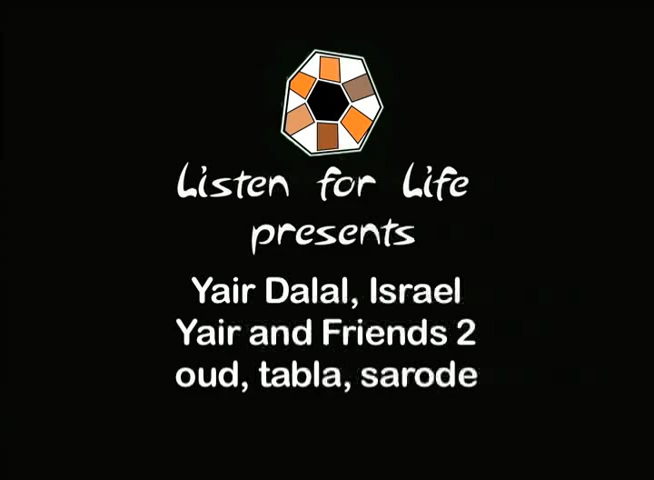 Listen for Life
presents
Yair Dalal, Israel
Yair and Friends 2
oud, tabla, sarode